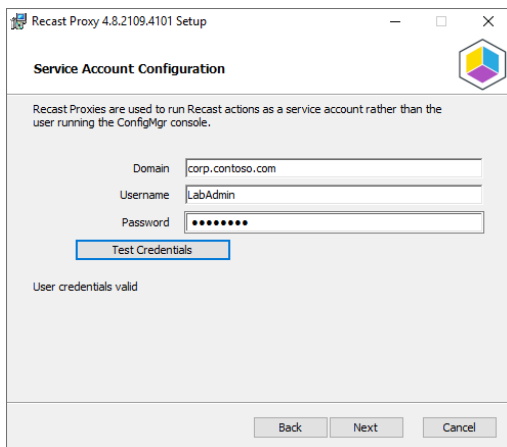 Recast Proxy 4.8.2109.4101 Setup
Service Account Configuration
Recast Proxies are used to run Recast actions as a service account rather than the
user running the ConfigMgr console.
Domain corp.contoso.com
Username LabAdmin
Password ••••••••
Test Credentials
User credentials valid
Back Next Cancel